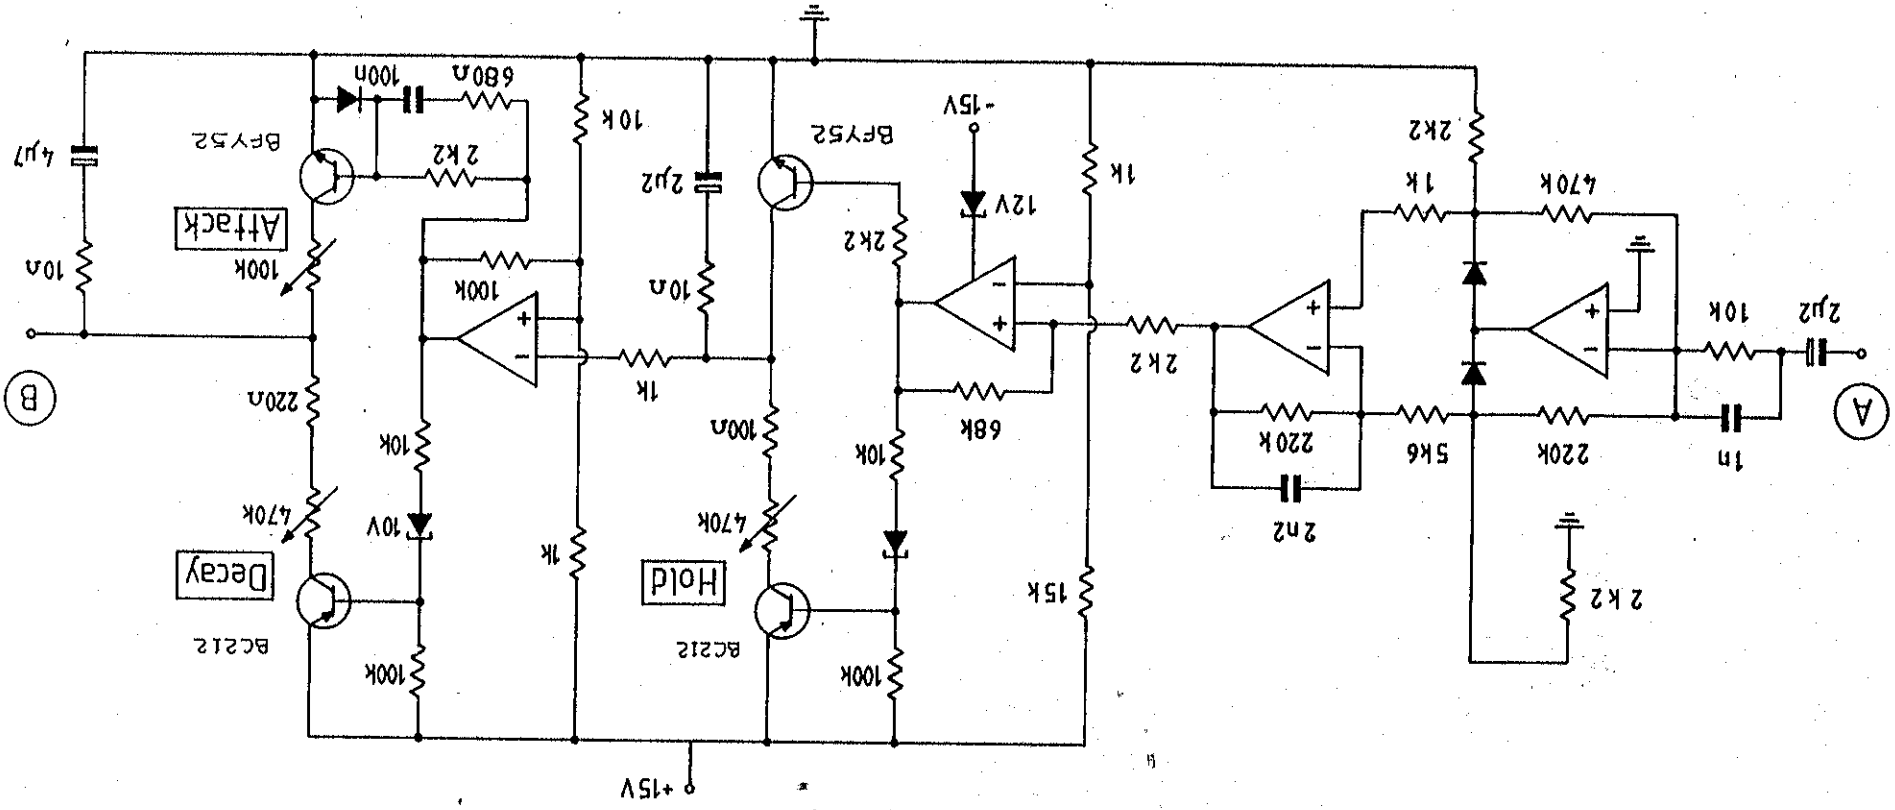 +15V
100k
100k
BC212
BC212
2k2
15k
Hold
Decay
1k
2n2
470k
10V
470k
1n
220k
5k6
220k
10k
10k
68k
100Ω
A
220Ω
B
1k
2k2
-
-
+
-
+
+
+
-
2µ2
10k
10Ω
100k
100k
10Ω
2k2
Attack
12V
470k
1k
2µ2
1k
2k2
4µ7
BFY52
BFY52
2k2
10k
-15V
680Ω
100n